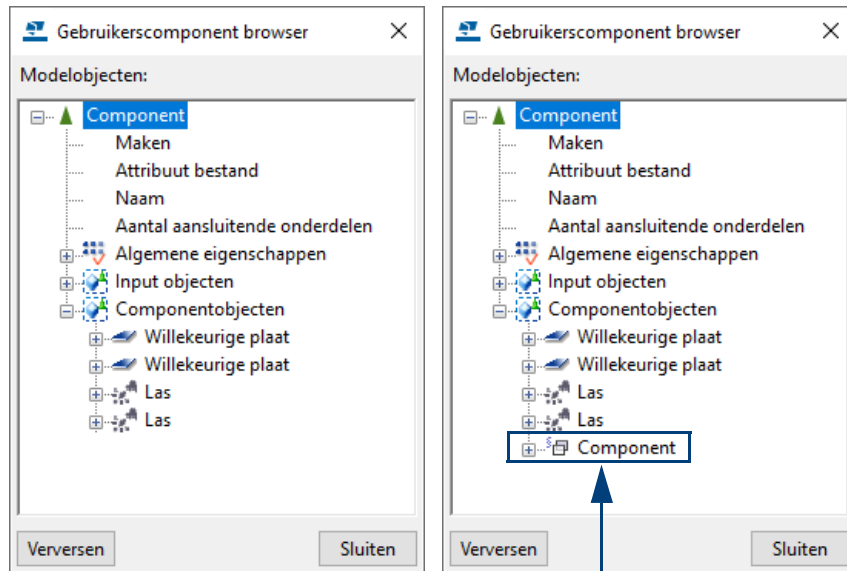 Gebruikerscomponent browser
Modelobjecten:
Component
Maken
Attribuut bestand
Naam
Aantal aansluitende onderdelen
Algemene eigenschappen
Input objecten
Componentobjecten
Willekeurige plaat
Willekeurige plaat
Las
Las
Verversen
Sluiten
Gebruikerscomponent browser
Modelobjecten:
Component
Maken
Attribuut bestand
Naam
Aantal aansluitende onderdelen
Algemene eigenschappen
Input objecten
Componentobjecten
Willekeurige plaat
Willekeurige plaat
Las
Las
Component
Verversen
Sluiten